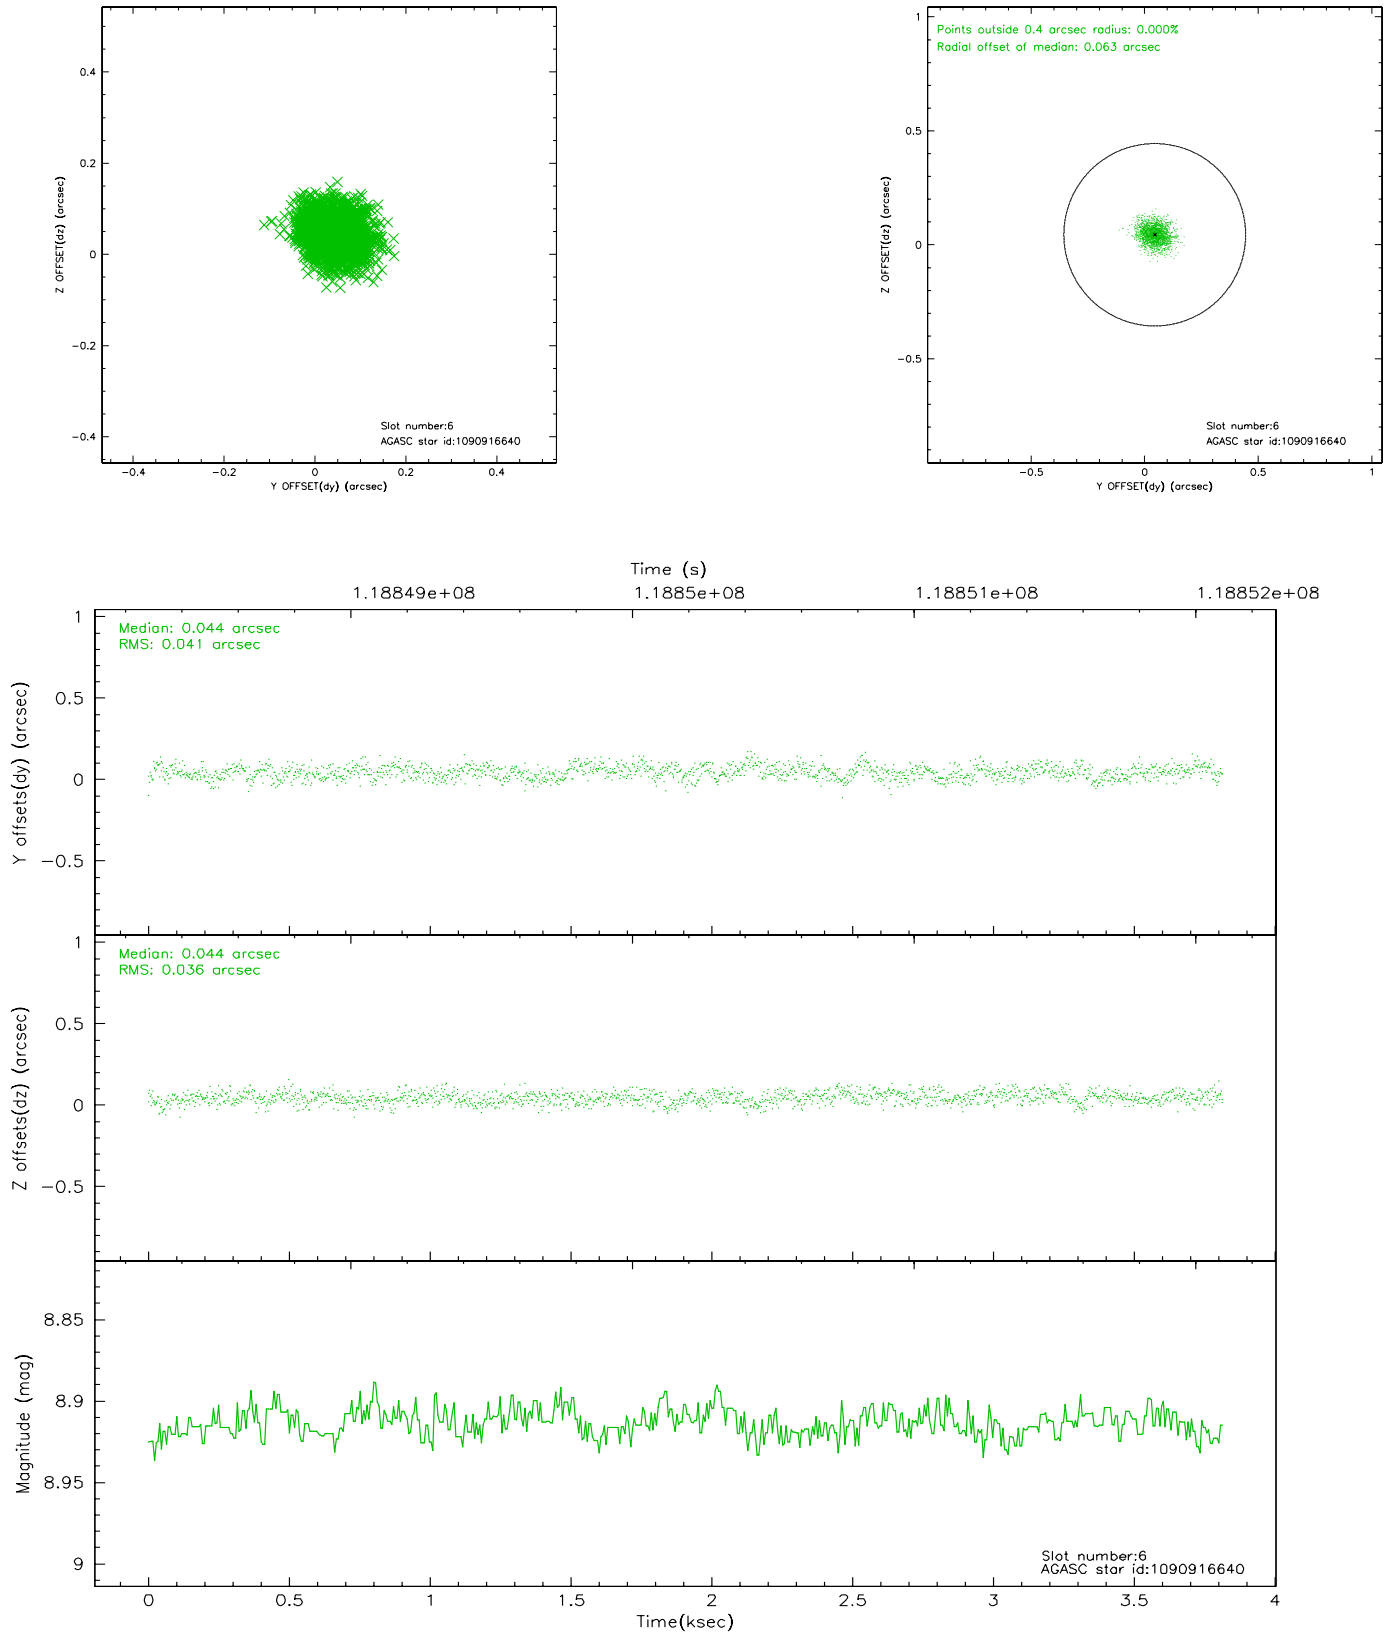 0.4
0.2
0
−0.2
−0.4
Z OFFSET(dz) (arcsec)
Slot number:6
AGASC star id:1090916640
−0.4 −0.2 0 0.2 0.4
Y OFFSET(dy) (arcsec)
1
0.5
0
−0.5
Z OFFSET(dz) (arcsec)
Points outside 0.4 arcsec radius: 0.000%
Radial offset of median: 0.063 arcsec
Slot number:6
AGASC star id:1090916640
−0.5 0 0.5 1
Y OFFSET(dy) (arcsec)
Time (s)
1.18849e+08 1.1885e+08 1.18851e+08 1.18852e+08
Median: 0.044 arcsec
RMS: 0.041 arcsec
1
0.5
0
−0.5
Y offsets(dy) (arcsec)
Median: 0.044 arcsec
RMS: 0.036 arcsec
1
0.5
0
−0.5
Z offsets(dz) (arcsec)
8.85
8.9
8.95
9
Magnitude (mag)
Slot number:6
AGASC star id:1090916640
0 0.5 1 1.5 2 2.5 3 3.5 4
Time(ksec)